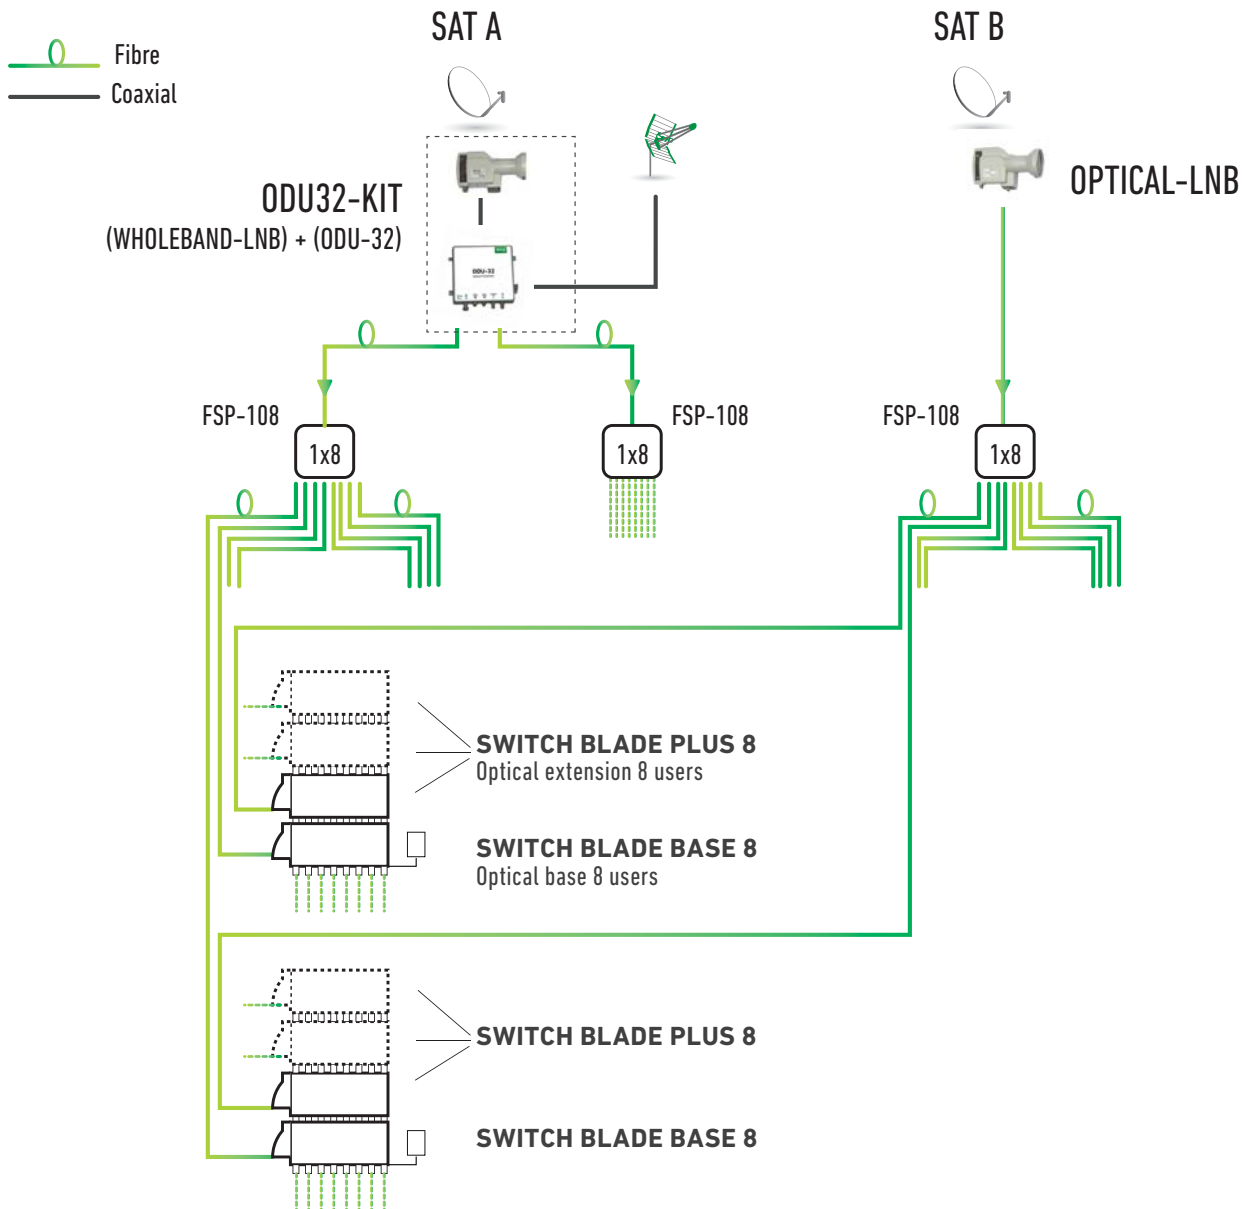 SAT A
SAT B
Fibre
Coaxial
ODU32-KIT
(WHOLEBAND-LNB) + (ODU-32)
OPTICAL-LNB
ODU-32
FSP-108
1x8
FSP-108
1x8
FSP-108
1x8
SWITCH BLADE PLUS 8
Optical extension 8 users
SWITCH BLADE BASE 8
Optical base 8 users
SWITCH BLADE PLUS 8
SWITCH BLADE BASE 8